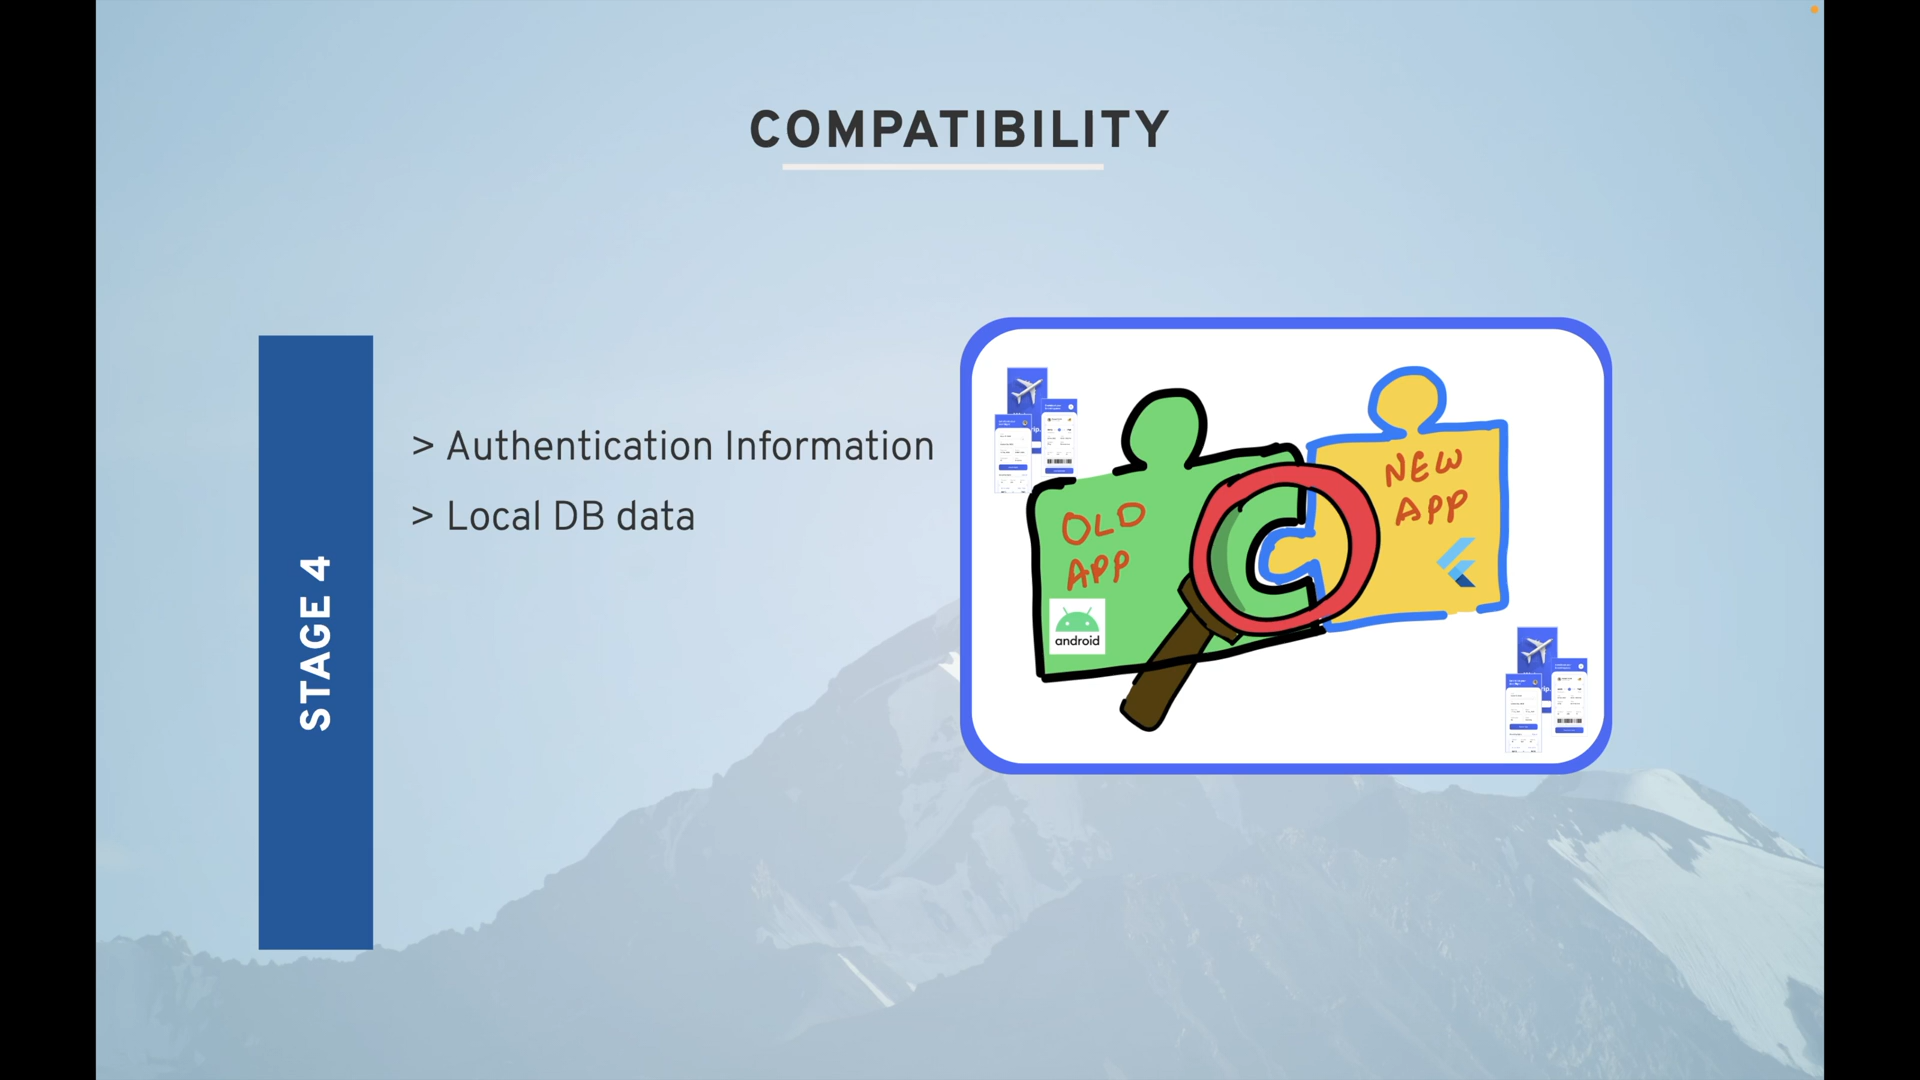 COMPATIBILITY
STAGE 4
> Authentication Information
> Local DB data
OLD
APP
android
NEW
APP